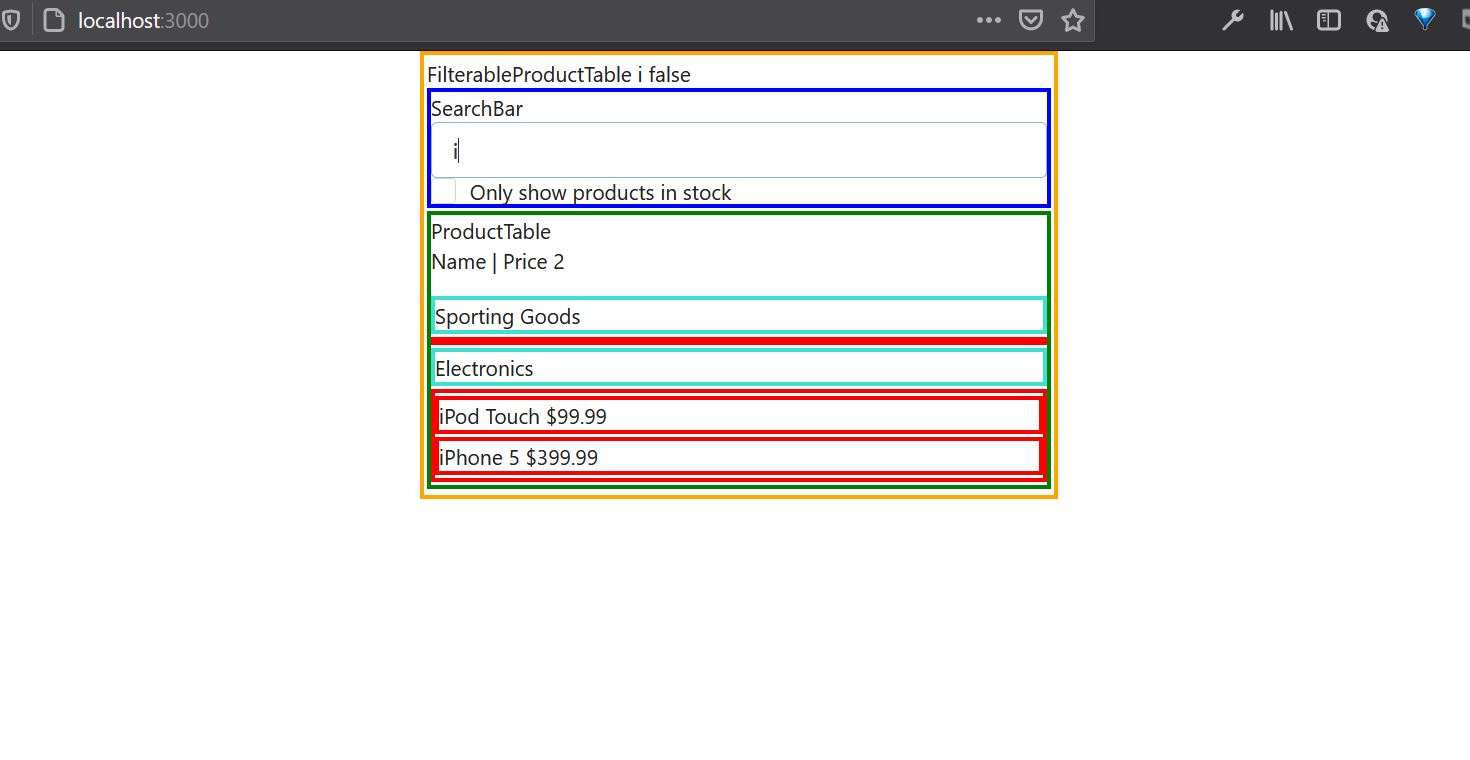 localhost:3000
FilterableProductTable i false
SearchBar
i
Only show products in stock
ProductTable
Name | Price 2
Sporting Goods
Electronics
iPod Touch $99.99
iPhone 5 $399.99